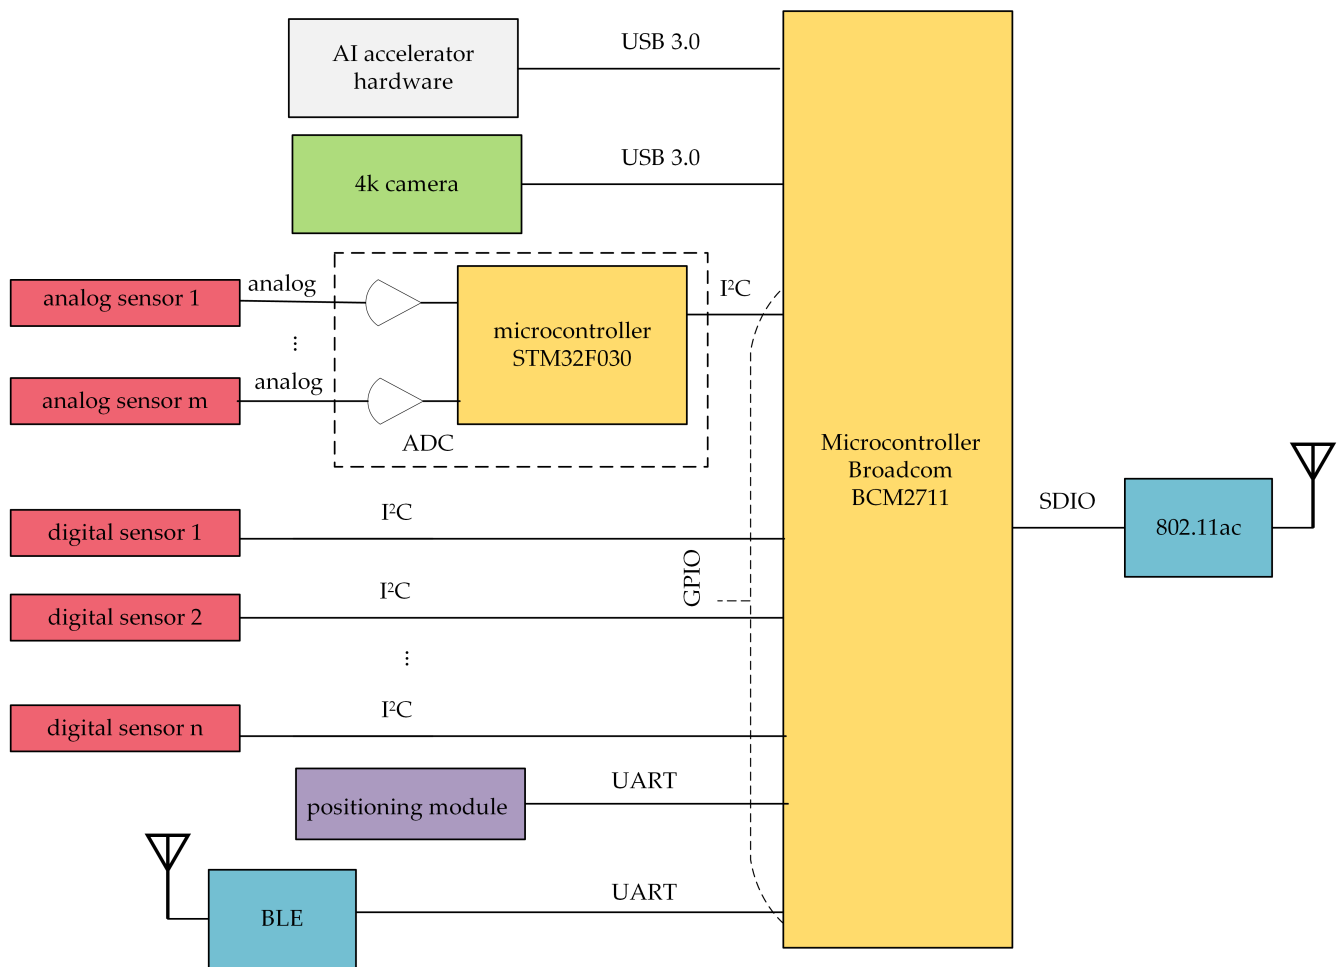 AI accelerator
hardware
USB 3.0
4k camera
USB 3.0
analog sensor 1
analog
...
analog sensor m
analog
microcontroller
STM32F030
ADC
I²C
digital sensor 1
I²C
digital sensor 2
I²C
...
digital sensor n
I²C
GPIO
positioning module
UART
BLE
UART
Microcontroller
Broadcom
BCM2711
SDIO
802.11ac